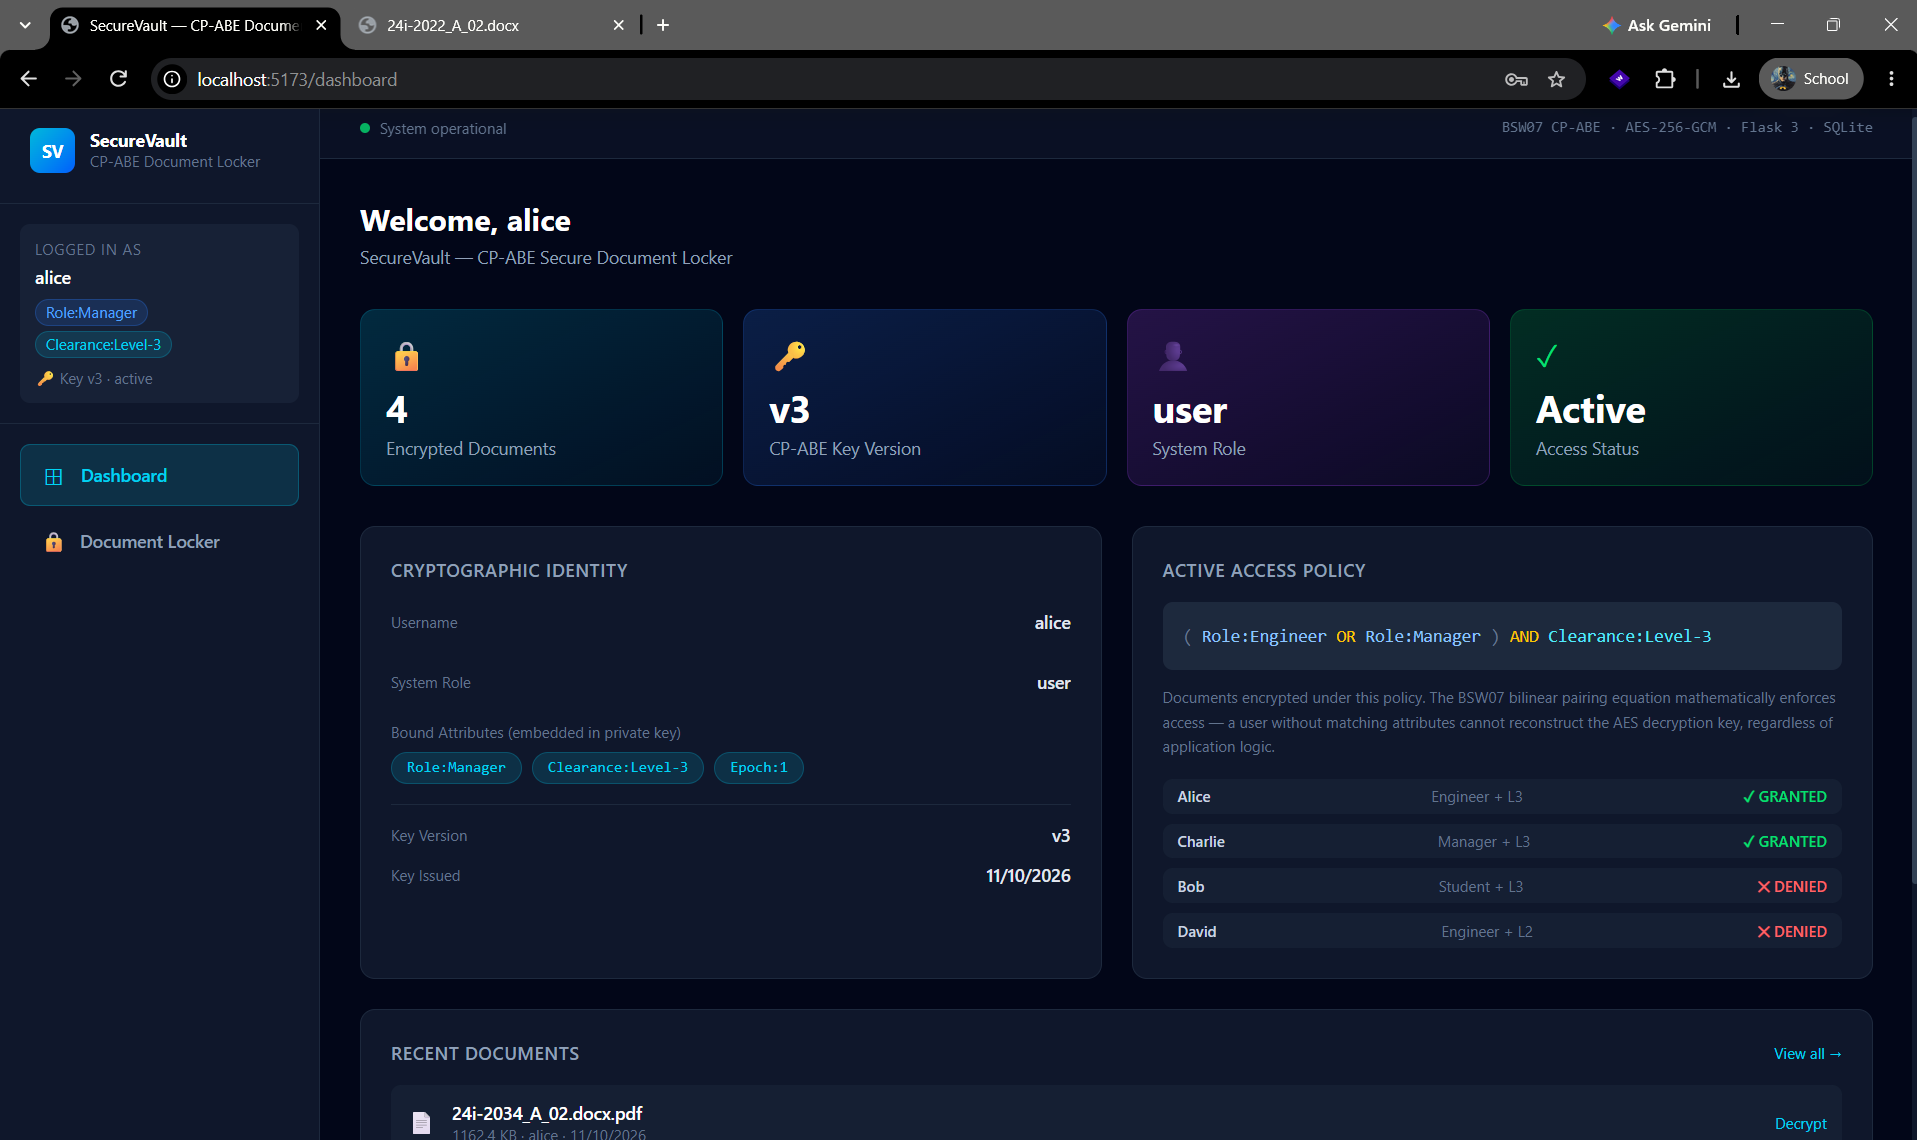 SecureVault — CP-ABE Docume
24i-2022_A_02.docx
Ask Gemini
localhost:5173/dashboard
School
SV
SecureVault
CP-ABE Document Locker
System operational
BSW07 CP-ABE · AES-256-GCM · Flask 3 · SQLite
LOGGED IN AS
alice
Role:Manager
Clearance:Level-3
Key v3 · active
Dashboard
Document Locker
Welcome, alice
SecureVault — CP-ABE Secure Document Locker
4
Encrypted Documents
v3
CP-ABE Key Version
user
System Role
Active
Access Status
CRYPTOGRAPHIC IDENTITY
Username alice
System Role user
Bound Attributes (embedded in private key)
Role:Manager Clearance:Level-3 Epoch:1
Key Version v3
Key Issued 11/10/2026
ACTIVE ACCESS POLICY
( Role:Engineer OR Role:Manager ) AND Clearance:Level-3
Documents encrypted under this policy. The BSW07 bilinear pairing equation mathematically enforces
access — a user without matching attributes cannot reconstruct the AES decryption key, regardless of
application logic.
Alice Engineer + L3 ✓ GRANTED
Charlie Manager + L3 ✓ GRANTED
Bob Student + L3 ✕ DENIED
David Engineer + L2 ✕ DENIED
RECENT DOCUMENTS
View all →
24i-2034_A_02.docx.pdf
1162.4 KB · alice · 11/10/2026
Decrypt